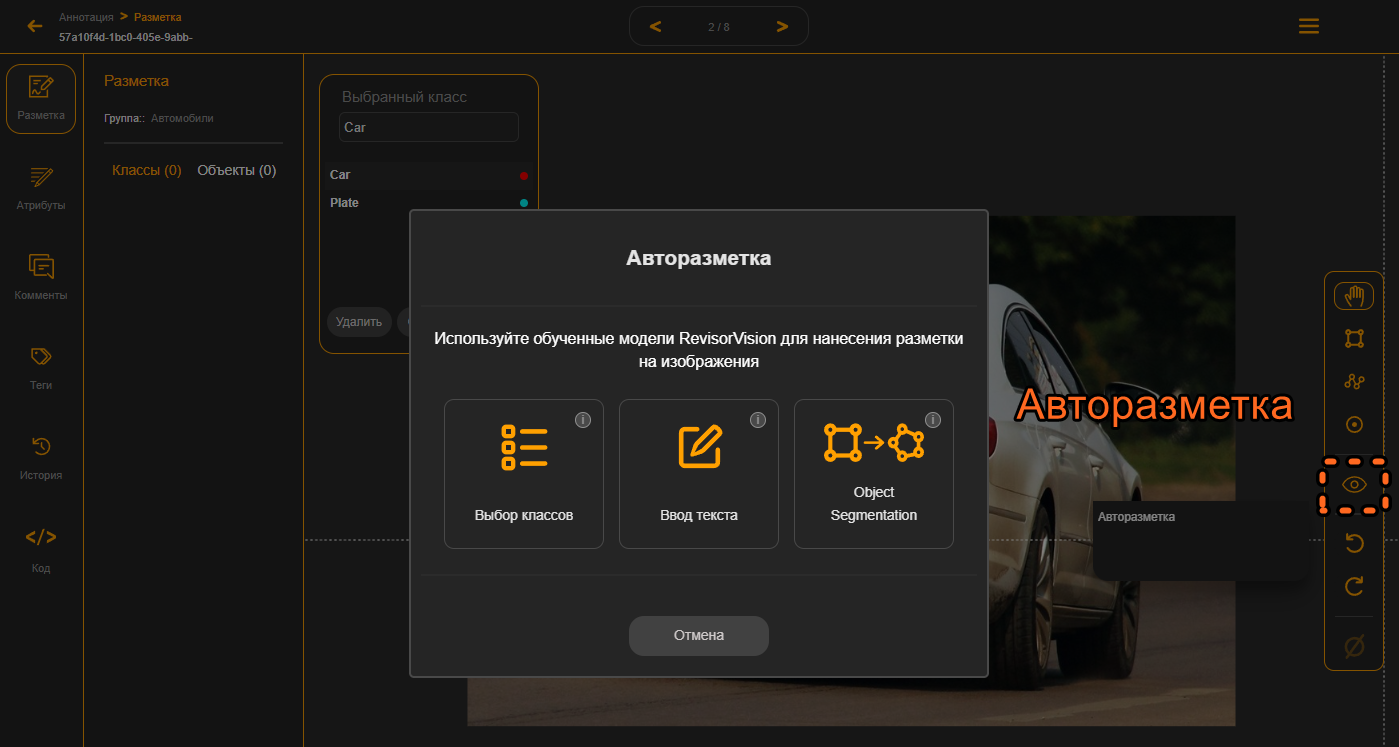 Аннотация > Разметка
57a10f4d-1bc0-405e-9abb-
< 2 / 8 >
Разметка
Атрибуты
Комменты
Теги
История
</>
Код
Разметка
Группа:: Автомобили
Классы (0) Объекты (0)
Выбранный класс
Car
Car
Plate
Удалить
Авторазметка
Используйте обученные модели RevisorVision для нанесения разметки
на изображения
Выбор классов
Ввод текста
Object
Segmentation
Отмена
Авторазметка
Авторазметка